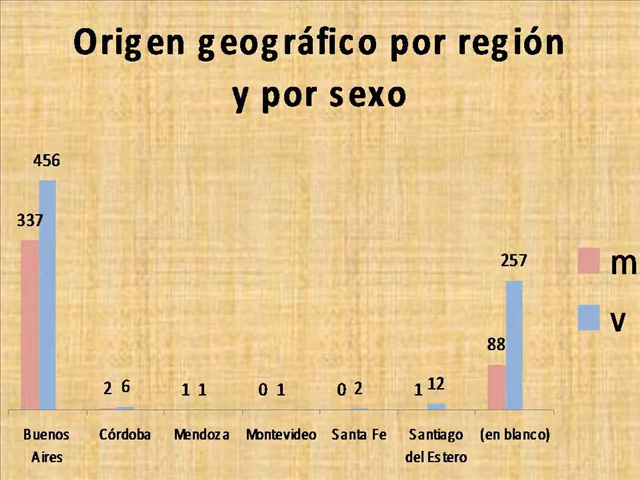 Origen geográfico por región
y por sexo
456
337
257
88
2 6
1 1
0 1
0 2
1 12
m
v
Buenos Aires
Córdoba
Mendoza
Montevideo
Santa Fe
Santiago del Estero
(en blanco)